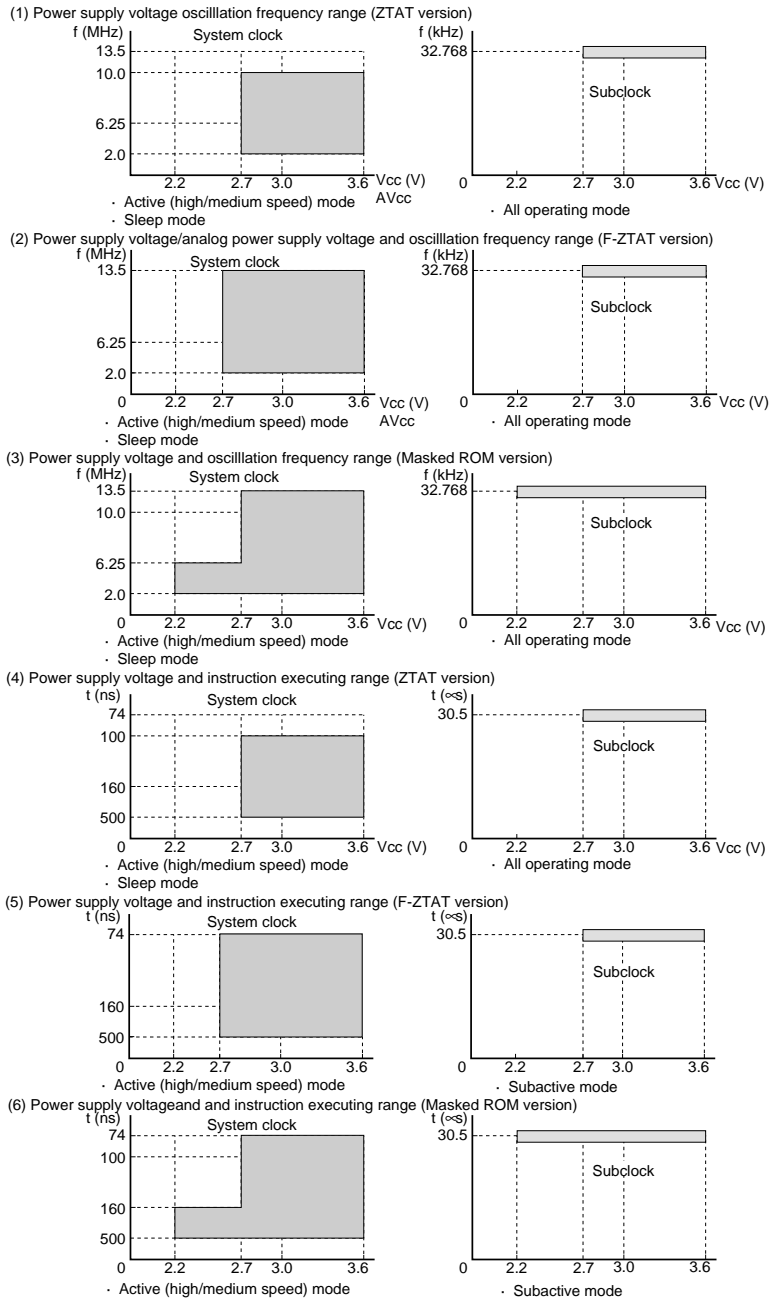 (1) Power supply voltage oscilllation frequency range (ZTAT version)
f (MHz)
System clock
13.5
10.0
6.25
2.0
2.2
2.7
3.0
3.6
Vcc (V)
AVcc
· Active (high/medium speed) mode
· Sleep mode
f (kHz)
32.768
Subclock
0
2.2
2.7
3.0
3.6
Vcc (V)
· All operating mode
(2) Power supply voltage/analog power supply voltage and oscilllation frequency range (F-ZTAT version)
f (MHz)
System clock
13.5
6.25
2.0
0
2.2
2.7
3.0
3.6
Vcc (V)
AVcc
· Active (high/medium speed) mode
· Sleep mode
f (kHz)
32.768
Subclock
0
2.2
2.7
3.0
3.6
Vcc (V)
· All operating mode
(3) Power supply voltage and oscilllation frequency range (Masked ROM version)
f (MHz)
System clock
13.5
10.0
6.25
2.0
0
2.2
2.7
3.0
3.6
Vcc (V)
· Active (high/medium speed) mode
· Sleep mode
f (kHz)
32.768
Subclock
0
2.2
2.7
3.0
3.6
Vcc (V)
· All operating mode
(4) Power supply voltage and instruction executing range (ZTAT version)
t (ns)
System clock
74
100
160
500
0
2.2
2.7
3.0
3.6
Vcc (V)
· Active (high/medium speed) mode
· Sleep mode
t (∝s)
30.5
Subclock
0
2.2
2.7
3.0
3.6
Vcc (V)
· All operating mode
(5) Power supply voltage and instruction executing range (F-ZTAT version)
t (ns)
System clock
74
160
500
0
2.2
2.7
3.0
3.6
· Active (high/medium speed) mode
t (∝s)
30.5
Subclock
0
2.2
2.7
3.0
3.6
· Subactive mode
(6) Power supply voltageand and instruction executing range (Masked ROM version)
t (ns)
System clock
74
100
160
500
0
2.2
2.7
3.0
3.6
· Active (high/medium speed) mode
t (∝s)
30.5
Subclock
0
2.2
2.7
3.0
3.6
· Subactive mode